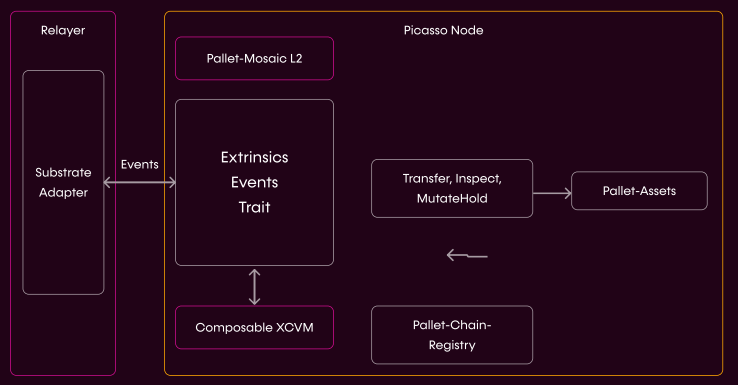 Relayer
Picasso Node
Pallet-Mosaic L2
Substrate
Adapter
Events
Extrinsics
Events
Trait
Transfer, Inspect,
MutateHold
Pallet-Assets
Composable XCVM
Pallet-Chain-
Registry